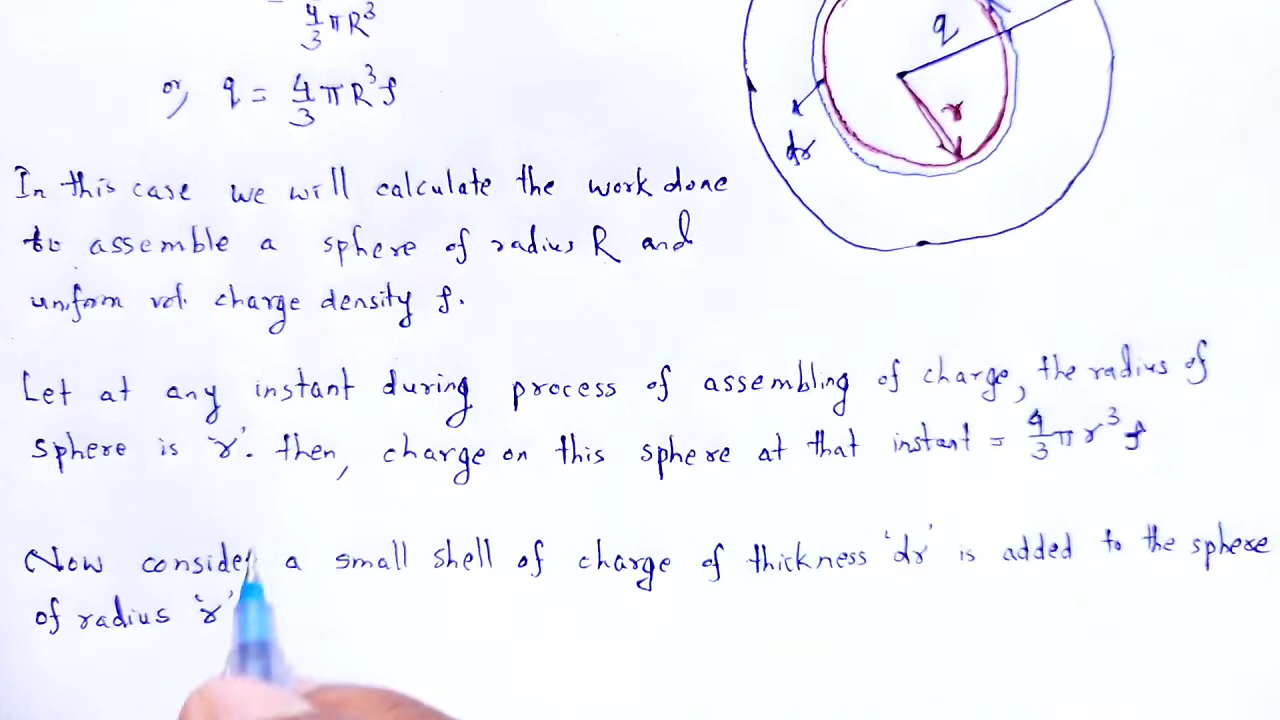 4/3 πR³
or, q = 4/3 πR³ρ
q
r
dr
In this case we will calculate the work done
to assemble a sphere of radius R and
uniform vol. charge density ρ.
Let at any instant during process of assembling of charge, the radius of
sphere is 'r'. then, charge on this sphere at that instant = 4/3 πr³ρ
Now consider a small shell of charge of thickness 'dr' is added to the sphere
of radius 'r'